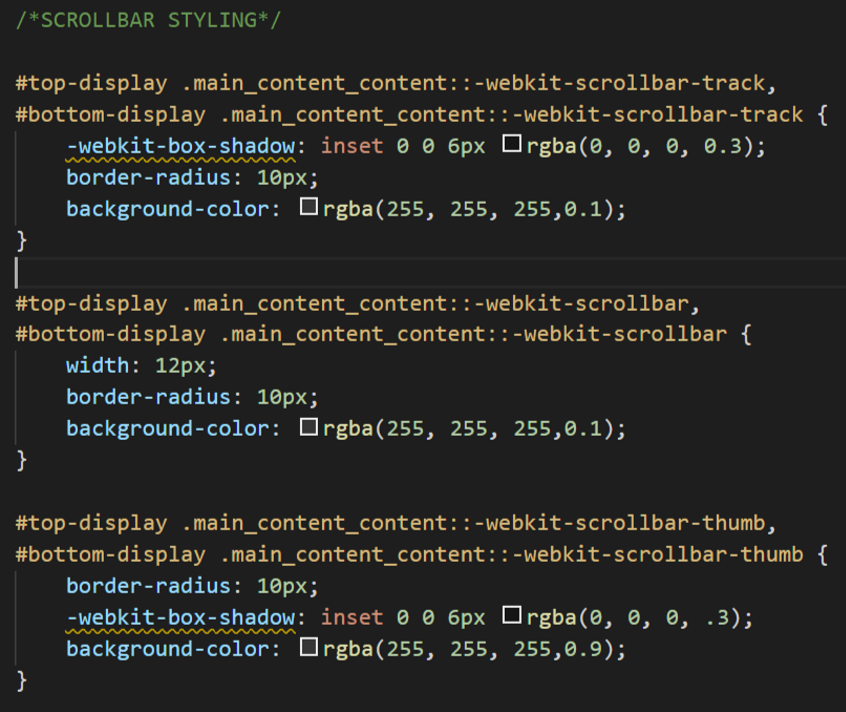 /*SCROLLBAR STYLING*/
#top-display .main_content_content::-webkit-scrollbar-track,
#bottom-display .main_content_content::-webkit-scrollbar-track {
-webkit-box-shadow: inset 0 0 6px rgba(0, 0, 0, 0.3);
border-radius: 10px;
background-color: rgba(255, 255, 255,0.1);
}
#top-display .main_content_content::-webkit-scrollbar,
#bottom-display .main_content_content::-webkit-scrollbar {
width: 12px;
border-radius: 10px;
background-color: rgba(255, 255, 255,0.1);
}
#top-display .main_content_content::-webkit-scrollbar-thumb,
#bottom-display .main_content_content::-webkit-scrollbar-thumb {
border-radius: 10px;
-webkit-box-shadow: inset 0 0 6px rgba(0, 0, 0, .3);
background-color: rgba(255, 255, 255,0.9);
}